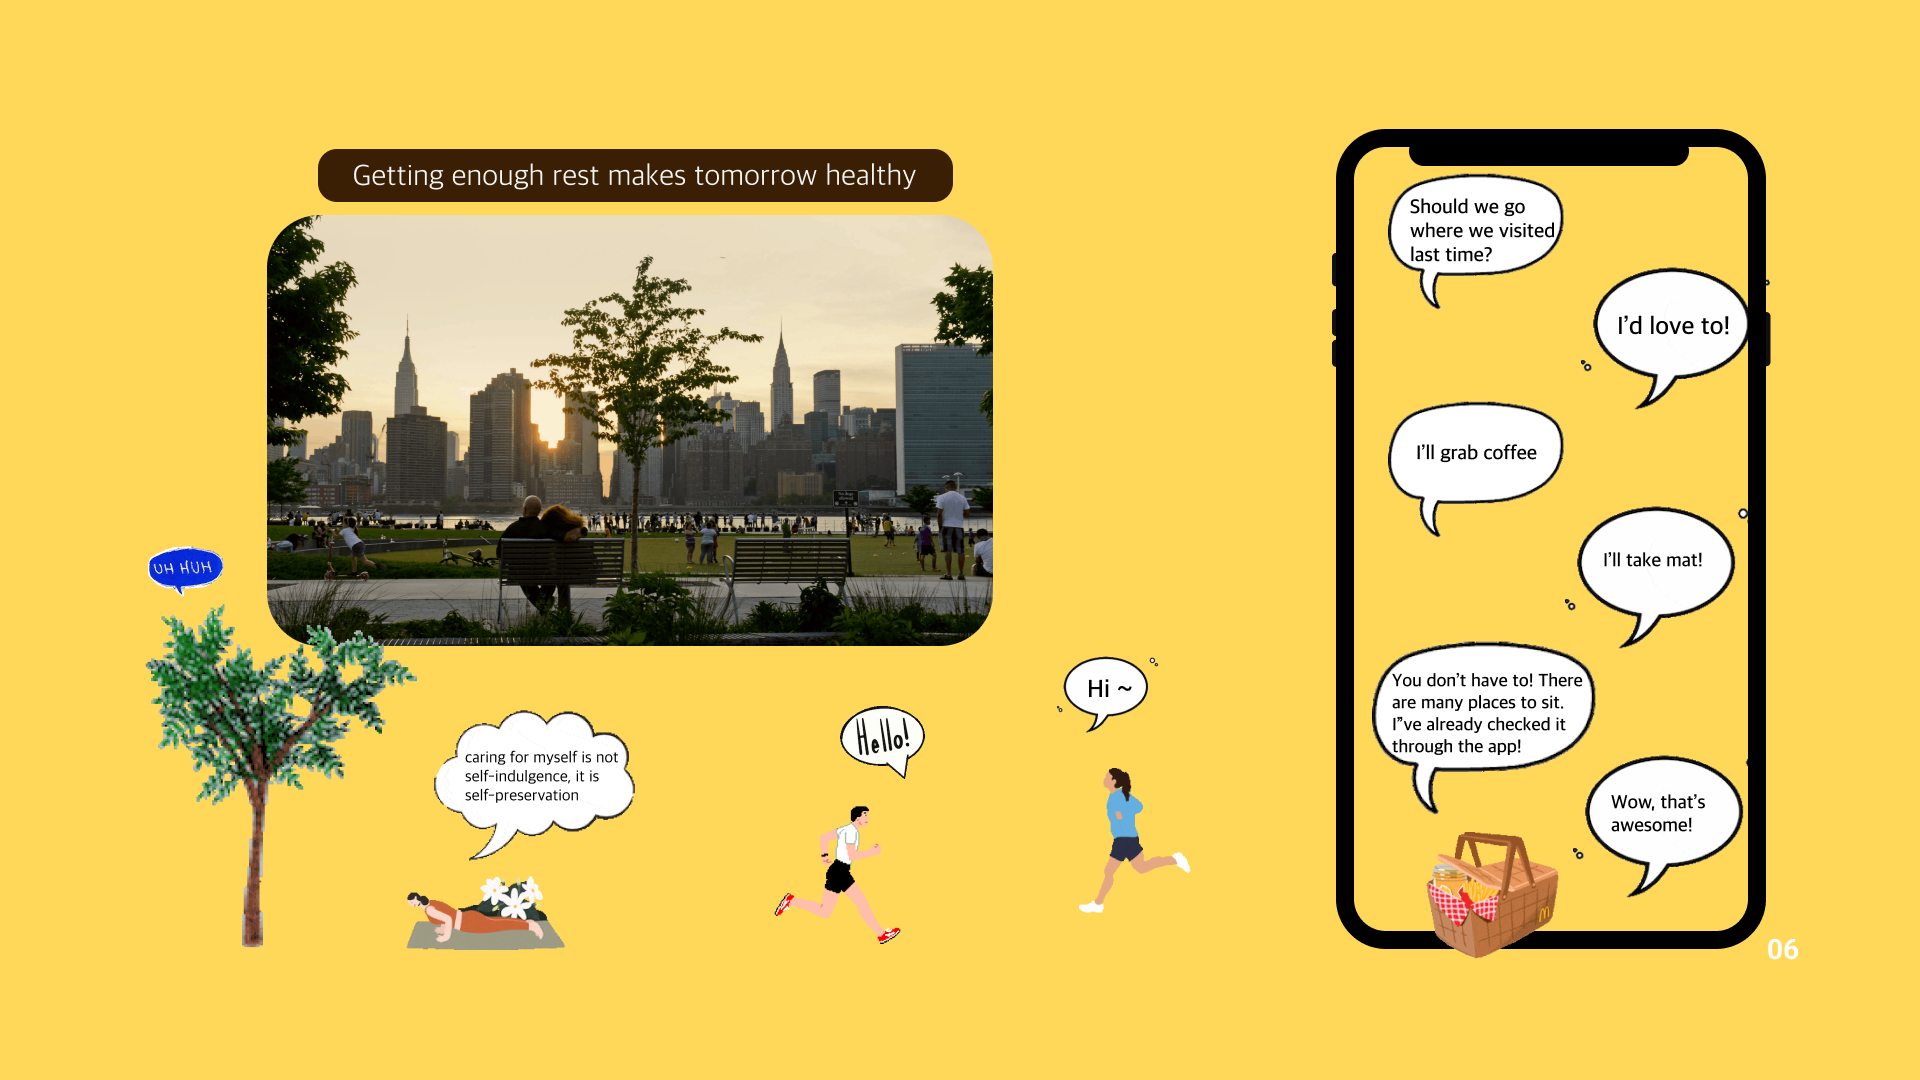 Getting enough rest makes tomorrow healthy
UH HUH
caring for myself is not
self-indulgence, it is
self-preservation
Hello!
Hi ~
Should we go
where we visited
last time?
I’d love to!
I’ll grab coffee
I’ll take mat!
You don’t have to! There
are many places to sit.
I”ve already checked it
through the app!
Wow, that’s
awesome!
06